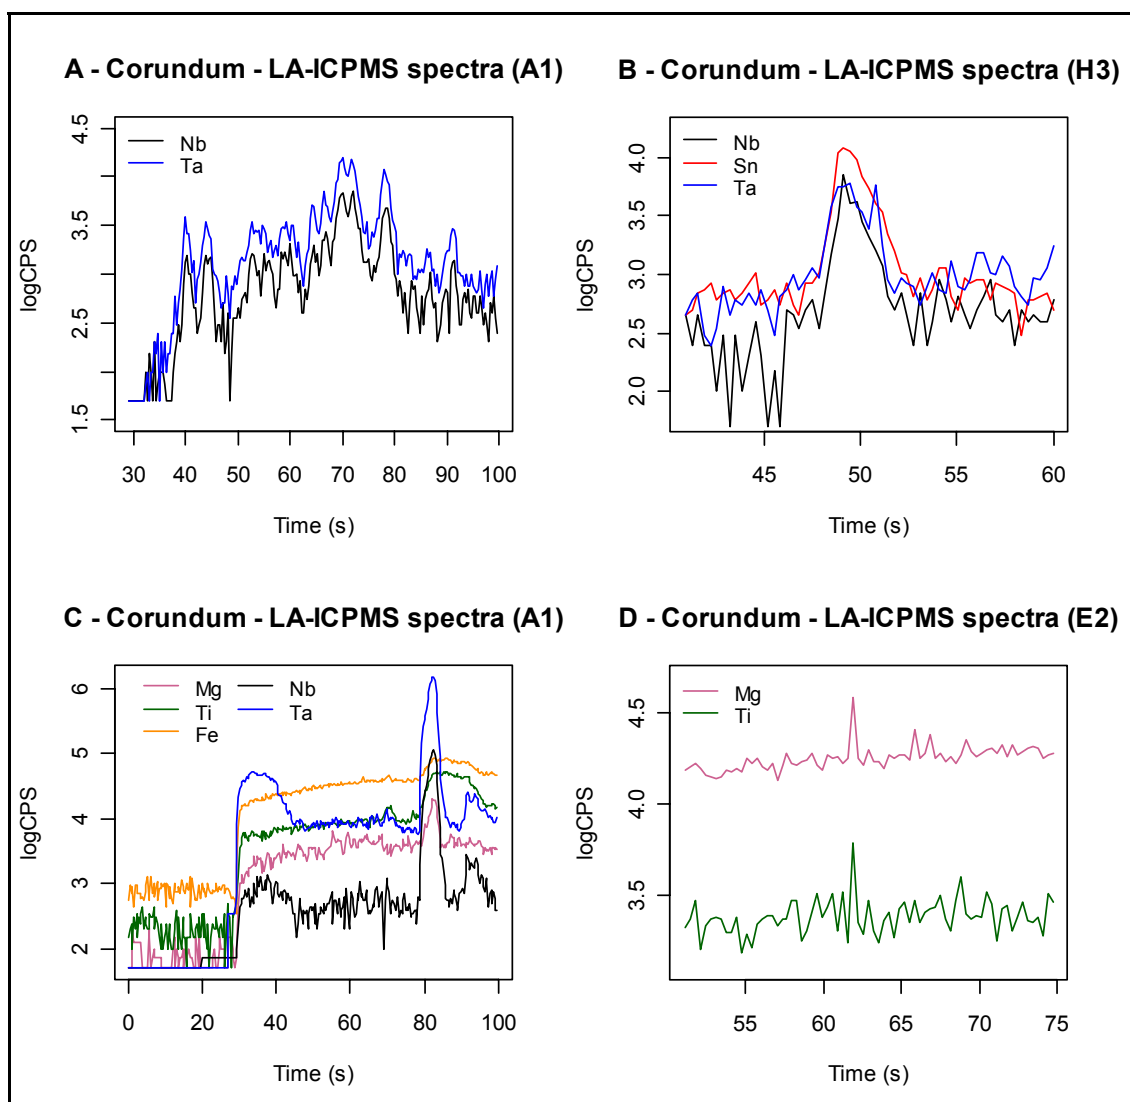 A - Corundum - LA-ICPMS spectra (A1)
Nb
Ta
logCPS
4.5
3.5
2.5
1.5
30 40 50 60 70 80 90 100
Time (s)
B - Corundum - LA-ICPMS spectra (H3)
Nb
Sn
Ta
logCPS
4.0
3.5
3.0
2.5
2.0
45 50 55 60
Time (s)
C - Corundum - LA-ICPMS spectra (A1)
Mg Nb
Ti Ta
Fe
logCPS
6
5
4
3
2
0 20 40 60 80 100
Time (s)
D - Corundum - LA-ICPMS spectra (E2)
Mg
Ti
logCPS
4.5
4.0
3.5
55 60 65 70 75
Time (s)